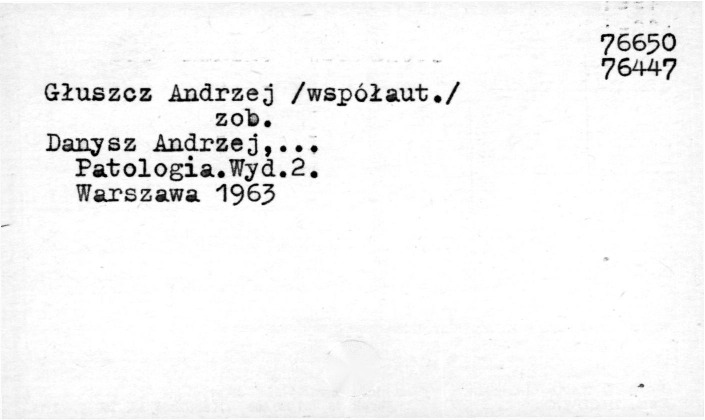 76650
76447
Głuszcz Andrzej /współaut./
zob.
Danysz Andrzej,...
Patologia.Wyd.2.
Warszawa 1963